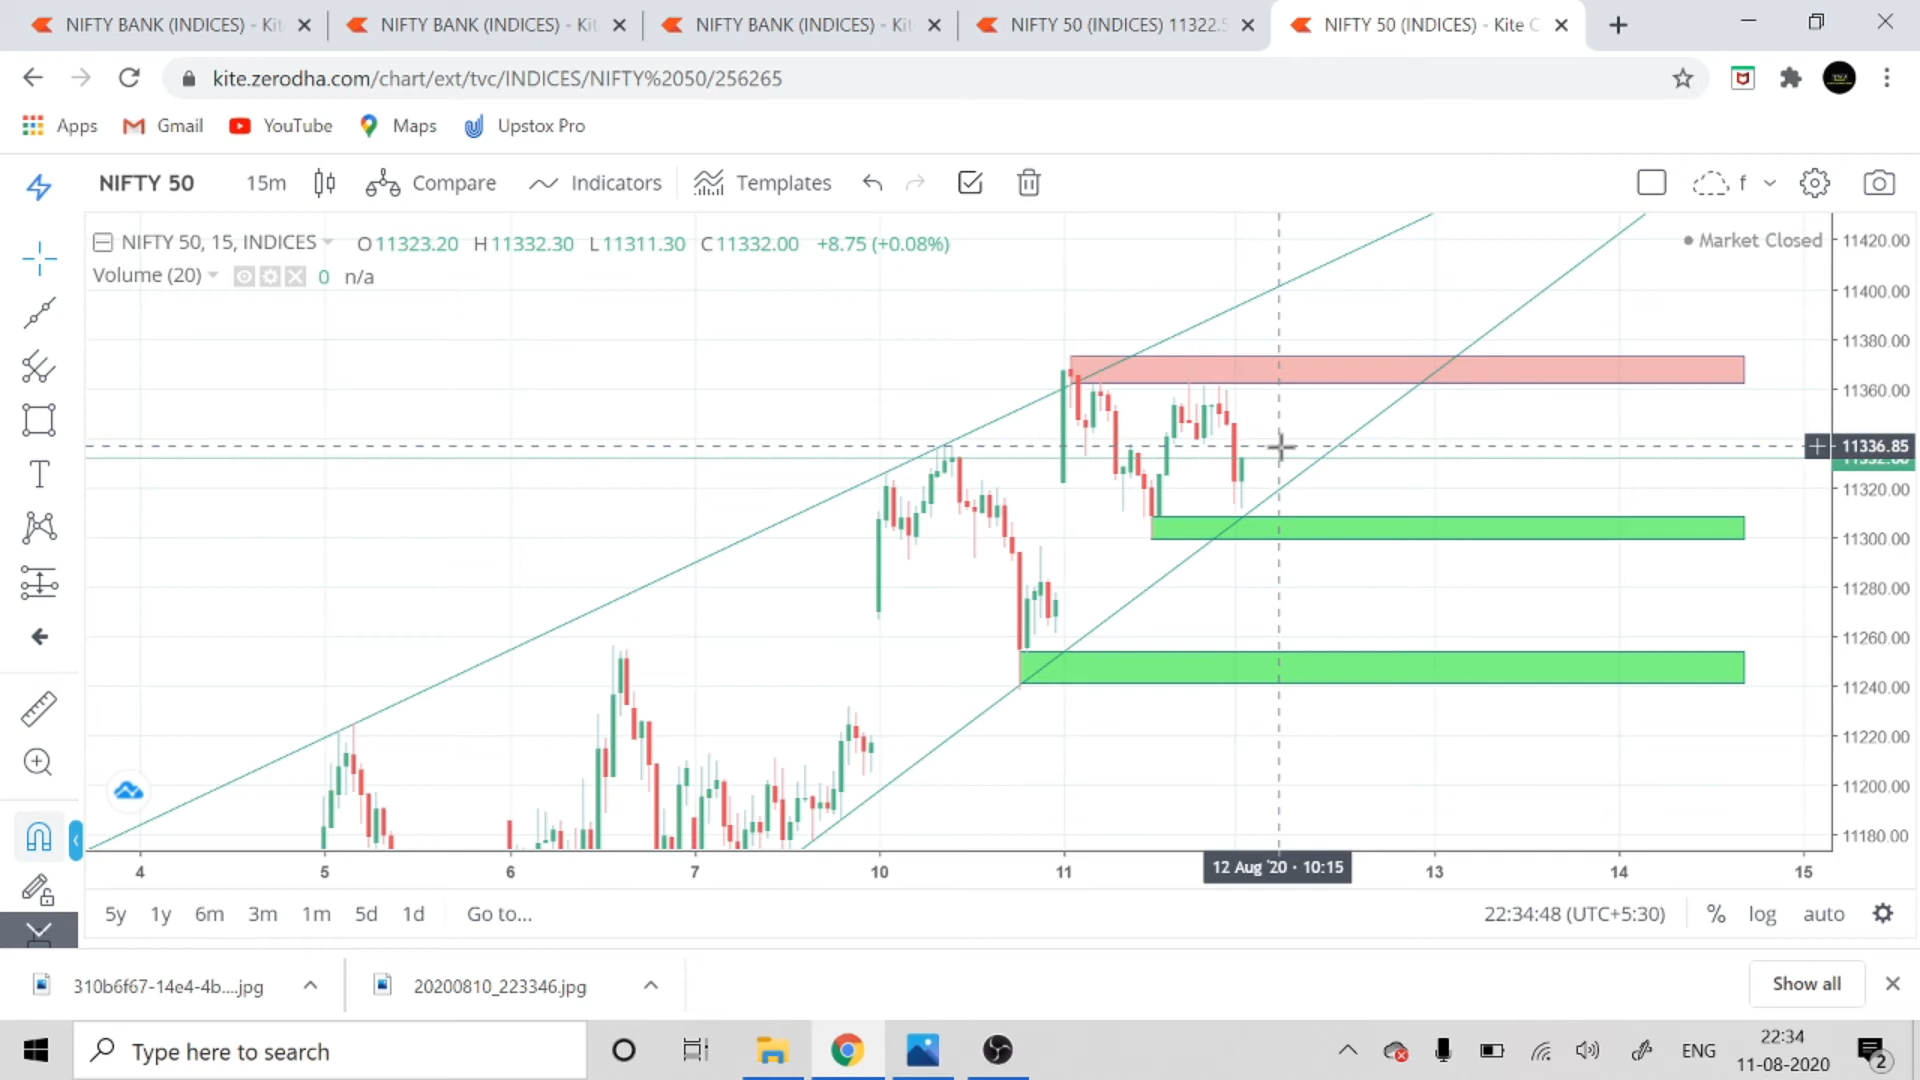 NIFTY BANK (INDICES) - Kit
NIFTY BANK (INDICES) - Kit
NIFTY BANK (INDICES) - Kit
NIFTY 50 (INDICES) 11322.5
NIFTY 50 (INDICES) - Kite C
kite.zerodha.com/chart/ext/tvc/INDICES/NIFTY%2050/256265
Apps Gmail YouTube Maps Upstox Pro
NIFTY 50 15m Compare Indicators Templates f
NIFTY 50, 15, INDICES O11323.20 H11332.30 L11311.30 C11332.00 +8.75 (+0.08%)
Market Closed
Volume (20) 0 n/a
11420.00
11400.00
11380.00
11360.00
11336.85
11320.00
11300.00
11280.00
11260.00
11240.00
11220.00
11200.00
11180.00
4 5 6 7 10 11 12 Aug '20 · 10:15 13 14 15
5y 1y 6m 3m 1m 5d 1d Go to... 22:34:48 (UTC+5:30) % log auto
310b6f67-14e4-4b....jpg 20200810_223346.jpg Show all
Type here to search
ENG
22:34
11-08-2020
2